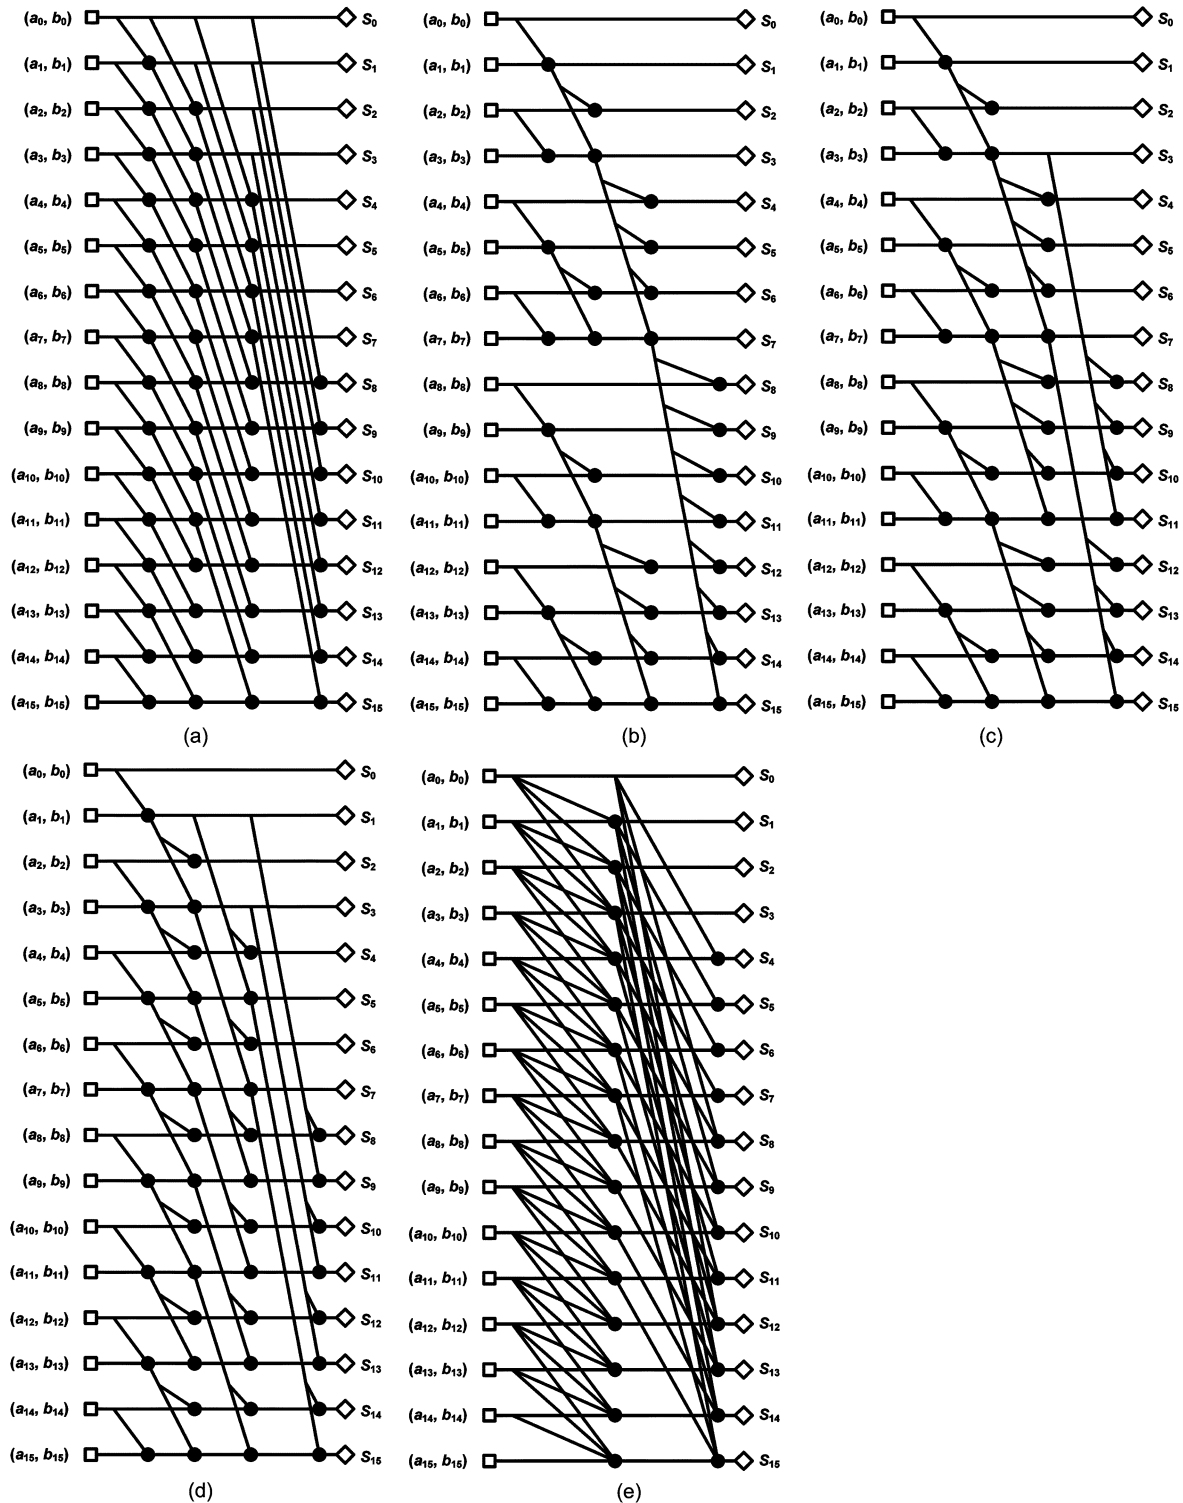 (a₀, b₀) S₀ (a₀, b₀) S₀ (a₀, b₀) S₀
(a₁, b₁) S₁ (a₁, b₁) S₁ (a₁, b₁) S₁
(a₂, b₂) S₂ (a₂, b₂) S₂ (a₂, b₂) S₂
(a₃, b₃) S₃ (a₃, b₃) S₃ (a₃, b₃) S₃
(a₄, b₄) S₄ (a₄, b₄) S₄ (a₄, b₄) S₄
(a₅, b₅) S₅ (a₅, b₅) S₅ (a₅, b₅) S₅
(a₆, b₆) S₆ (a₆, b₆) S₆ (a₆, b₆) S₆
(a₇, b₇) S₇ (a₇, b₇) S₇ (a₇, b₇) S₇
(a₈, b₈) S₈ (a₈, b₈) S₈ (a₈, b₈) S₈
(a₉, b₉) S₉ (a₉, b₉) S₉ (a₉, b₉) S₉
(a₁₀, b₁₀) S₁₀ (a₁₀, b₁₀) S₁₀ (a₁₀, b₁₀) S₁₀
(a₁₁, b₁₁) S₁₁ (a₁₁, b₁₁) S₁₁ (a₁₁, b₁₁) S₁₁
(a₁₂, b₁₂) S₁₂ (a₁₂, b₁₂) S₁₂ (a₁₂, b₁₂) S₁₂
(a₁₃, b₁₃) S₁₃ (a₁₃, b₁₃) S₁₃ (a₁₃, b₁₃) S₁₃
(a₁₄, b₁₄) S₁₄ (a₁₄, b₁₄) S₁₄ (a₁₄, b₁₄) S₁₄
(a₁₅, b₁₅) S₁₅ (a₁₅, b₁₅) S₁₅ (a₁₅, b₁₅) S₁₅
(a) (b) (c)
(a₀, b₀) S₀ (a₀, b₀) S₀
(a₁, b₁) S₁ (a₁, b₁) S₁
(a₂, b₂) S₂ (a₂, b₂) S₂
(a₃, b₃) S₃ (a₃, b₃) S₃
(a₄, b₄) S₄ (a₄, b₄) S₄
(a₅, b₅) S₅ (a₅, b₅) S₅
(a₆, b₆) S₆ (a₆, b₆) S₆
(a₇, b₇) S₇ (a₇, b₇) S₇
(a₈, b₈) S₈ (a₈, b₈) S₈
(a₉, b₉) S₉ (a₉, b₉) S₉
(a₁₀, b₁₀) S₁₀ (a₁₀, b₁₀) S₁₀
(a₁₁, b₁₁) S₁₁ (a₁₁, b₁₁) S₁₁
(a₁₂, b₁₂) S₁₂ (a₁₂, b₁₂) S₁₂
(a₁₃, b₁₃) S₁₃ (a₁₃, b₁₃) S₁₃
(a₁₄, b₁₄) S₁₄ (a₁₄, b₁₄) S₁₄
(a₁₅, b₁₅) S₁₅ (a₁₅, b₁₅) S₁₅
(d) (e)